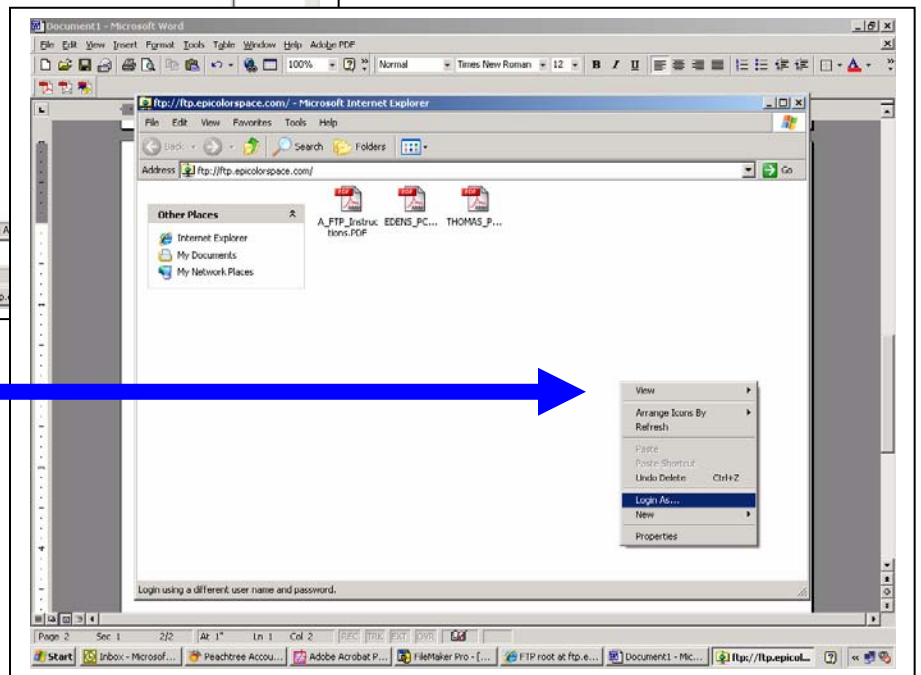 Document1 - Microsoft Word
File Edit View Insert Format Tools Table Window Help Adobe PDF
100% Normal Times New Roman 12 B I U
ftp://ftp.epicolorspace.com/ - Microsoft Internet Explorer
File Edit View Favorites Tools Help
Back Search Folders
Address ftp://ftp.epicolorspace.com/ Go
Other Places
Internet Explorer
My Documents
My Network Places
A_FTP_Instruc
tions.PDF
EDENS_PC...
THOMAS_P...
View
Arrange Icons By
Refresh
Paste
Paste Shortcut
Undo Delete Ctrl+Z
Login As...
New
Properties
Login using a different user name and password.
Page 2 Sec 1 2/2 At 1" Ln 1 Col 2 REC TRK EXT OVR
Start Inbox - Microsof... Peachtree Accou... Adobe Acrobat P... FileMaker Pro - [... FTP root at ftp.e... Document1 - Mic... ftp://ftp.epicol...